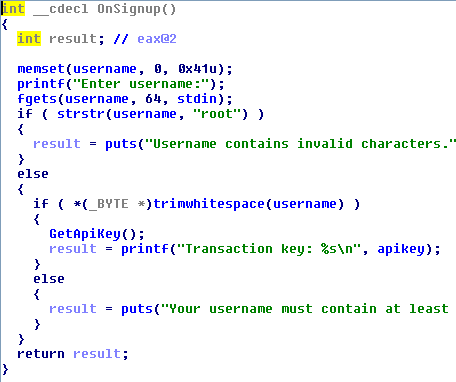 int __cdecl OnSignup()
{
int result; // eax@2
memset(username, 0, 0x41u);
printf("Enter username:");
fgets(username, 64, stdin);
if ( strstr(username, "root") )
{
result = puts("Username contains invalid characters."
}
else
{
if ( *(_BYTE *)trimwhitespace(username) )
{
GetApiKey();
result = printf("Transaction key: %s\n", apikey);
}
else
{
result = puts("Your username must contain at least
}
}
return result;
}